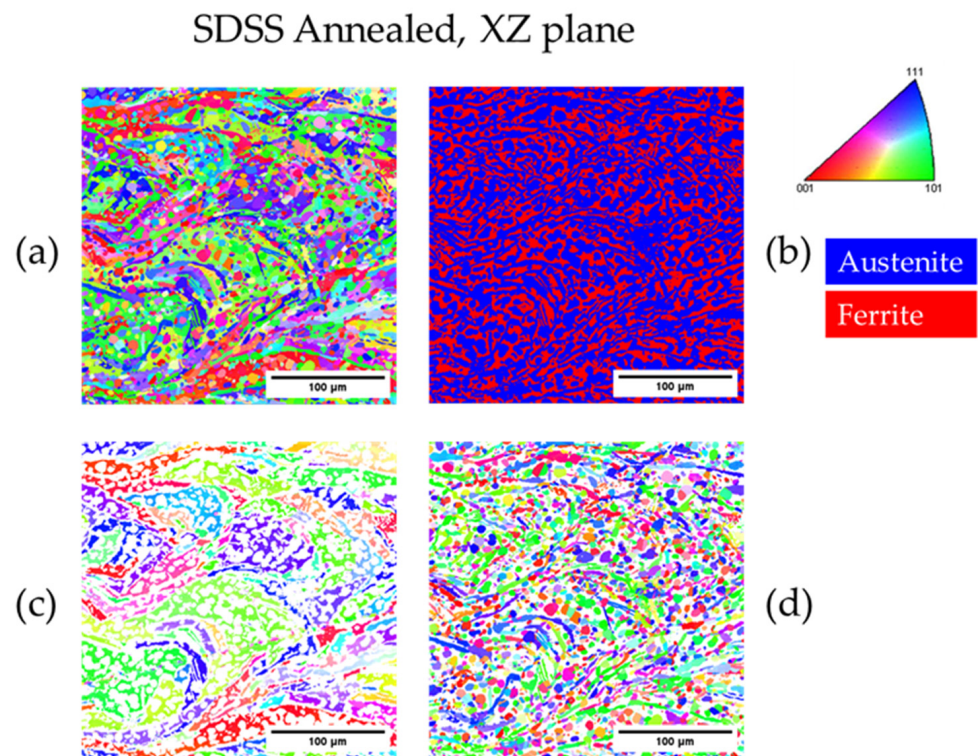 SDSS Annealed, XZ plane
111
001
101
(a)
(b)
Austenite
Ferrite
100 µm
100 µm
(c)
(d)
100 µm
100 µm